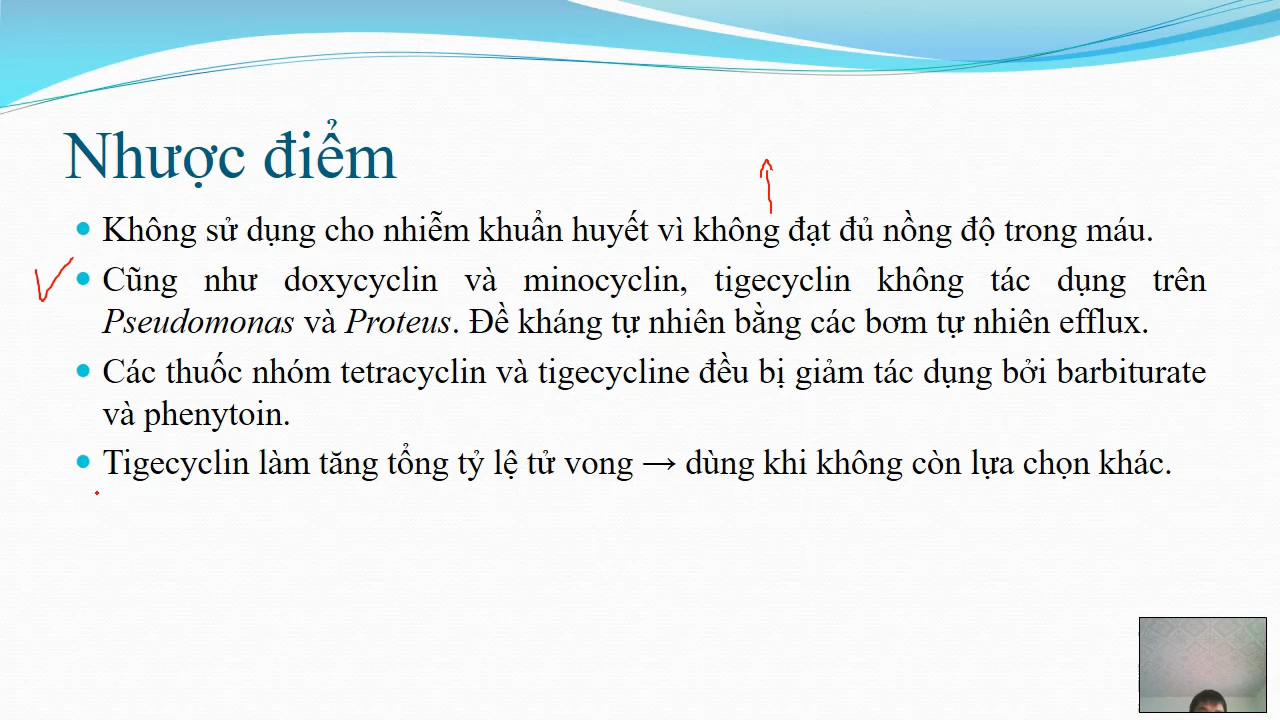 Nhược điểm
• Không sử dụng cho nhiễm khuẩn huyết vì không đạt đủ nồng độ trong máu.
• Cũng như doxycyclin và minocyclin, tigecyclin không tác dụng trên
Pseudomonas và Proteus. Đề kháng tự nhiên bằng các bơm tự nhiên efflux.
• Các thuốc nhóm tetracyclin và tigecycline đều bị giảm tác dụng bởi barbiturate
và phenytoin.
• Tigecyclin làm tăng tổng tỷ lệ tử vong → dùng khi không còn lựa chọn khác.